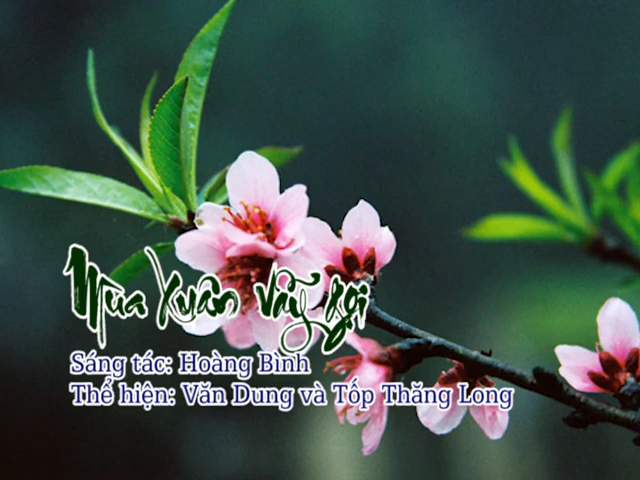 Mùa Xuân vẫy gọi
Sáng tác: Hoàng Bình
Thể hiện: Văn Dung và Tốp Thăng Long